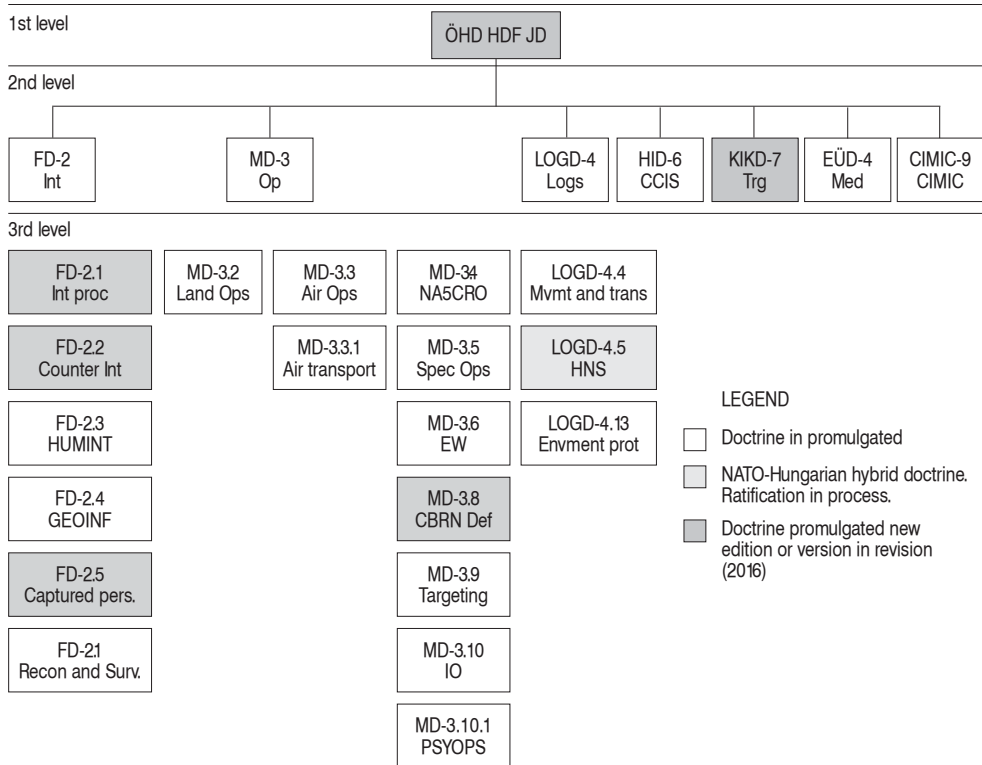 1st level
ÖHD HDF JD
2nd level
FD-2
Int
MD-3
Op
LOGD-4
Logs
HID-6
CCIS
KIKD-7
Trg
EÜD-4
Med
CIMIC-9
CIMIC
3rd level
FD-2.1
Int proc
MD-3.2
Land Ops
MD-3.3
Air Ops
MD-34
NA5CRO
LOGD-4.4
Mvmt and trans
FD-2.2
Counter Int
MD-3.3.1
Air transport
MD-3.5
Spec Ops
LOGD-4.5
HNS
FD-2.3
HUMINT
MD-3.6
EW
LOGD-4.13
Envment prot
FD-2.4
GEOINF
MD-3.8
CBRN Def
FD-2.5
Captured pers.
MD-3.9
Targeting
FD-21
Recon and Surv.
MD-3.10
IO
MD-3.10.1
PSYOPS
LEGEND
Doctrine in promulgated
NATO-Hungarian hybrid doctrine.
Ratification in process.
Doctrine promulgated new
edition or version in revision
(2016)